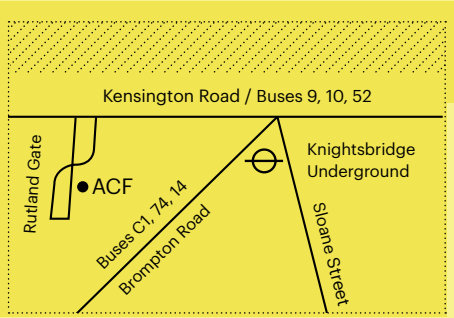 Kensington Road / Buses 9, 10, 52
Rutland Gate
ACF
Buses C1, 74, 14
Brompton Road
Knightsbridge
Underground
Sloane Street